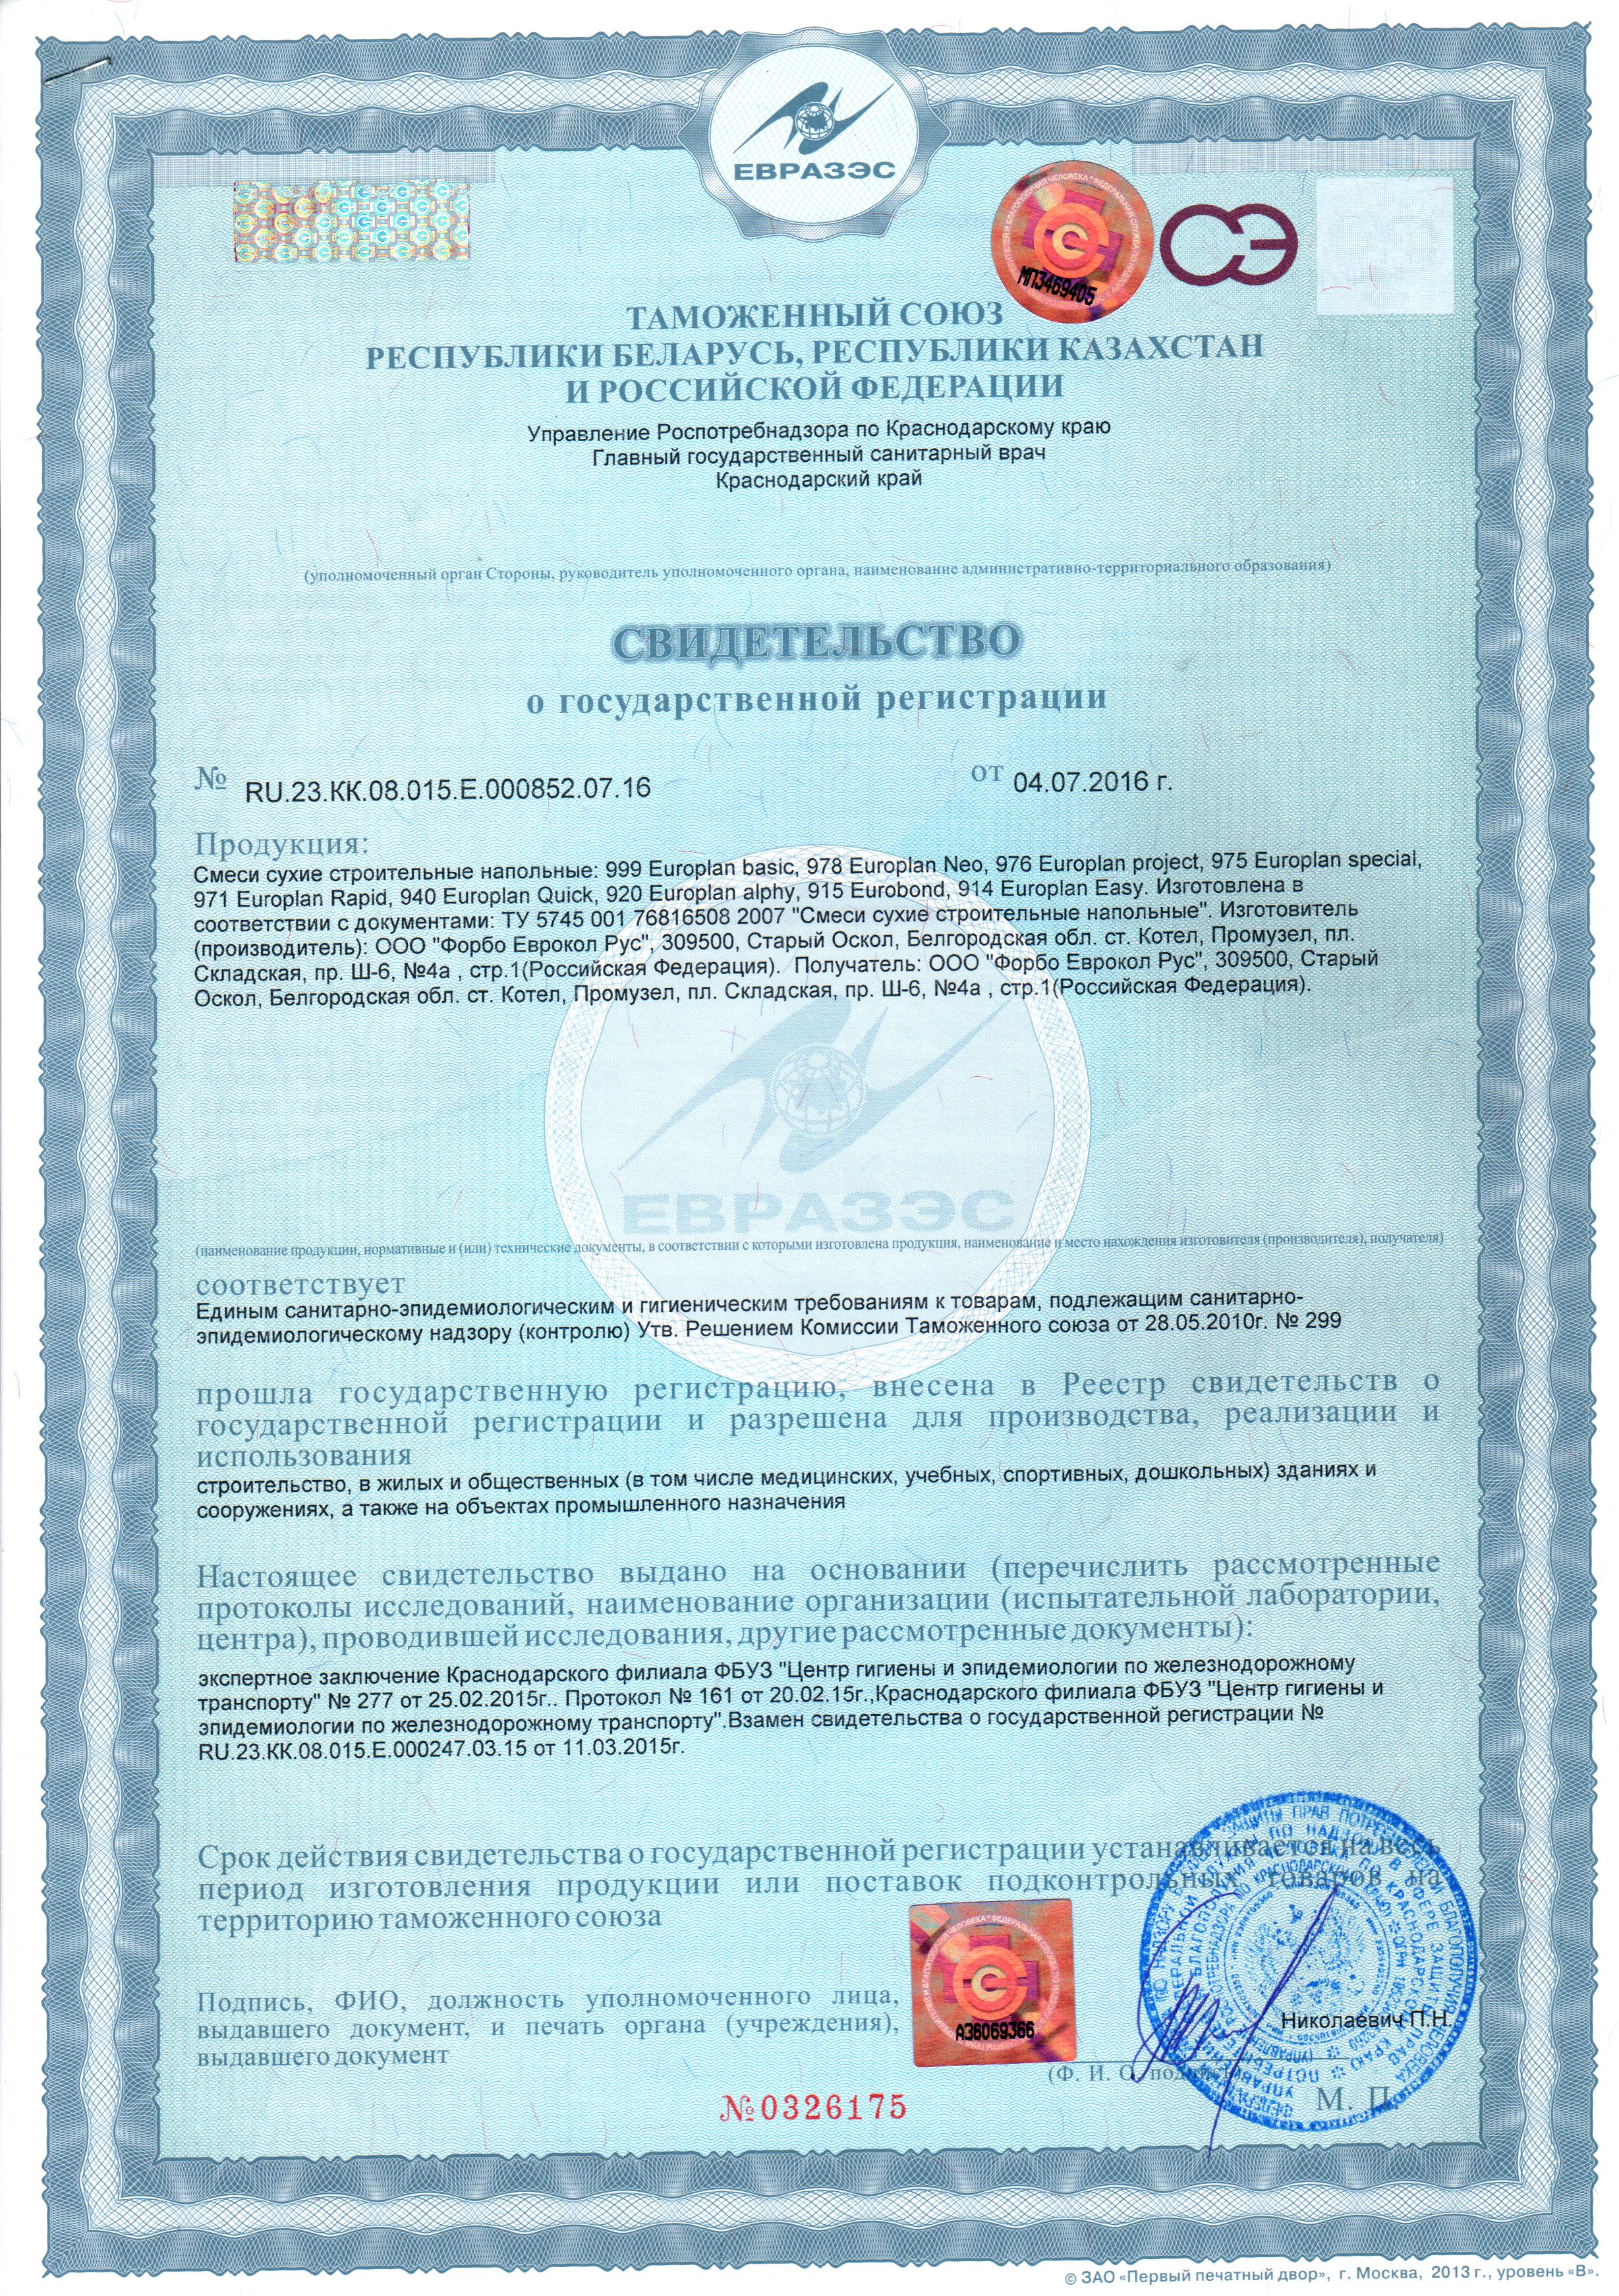 ЕВРАЗЭС
СЭ
МП3469405
ТАМОЖЕННЫЙ СОЮЗ
РЕСПУБЛИКИ БЕЛАРУСЬ, РЕСПУБЛИКИ КАЗАХСТАН
И РОССИЙСКОЙ ФЕДЕРАЦИИ
Управление Роспотребнадзора по Краснодарскому краю
Главный государственный санитарный врач
Краснодарский край
(уполномоченный орган Стороны, руководитель уполномоченного органа, наименование административно-территориального образования)
СВИДЕТЕЛЬСТВО
о государственной регистрации
№ RU.23.КК.08.015.Е.000852.07.16 от 04.07.2016 г.
Продукция:
Смеси сухие строительные напольные: 999 Europlan basic, 978 Europlan Neo, 976 Europlan project, 975 Europlan special,
971 Europlan Rapid, 940 Europlan Quick, 920 Europlan alphy, 915 Eurobond, 914 Europlan Easy. Изготовлена в
соответствии с документами: ТУ 5745 001 76816508 2007 "Смеси сухие строительные напольные". Изготовитель
(производитель): ООО "Форбо Еврокол Рус", 309500, Старый Оскол, Белгородская обл. ст. Котел, Промузел, пл.
Складская, пр. Ш-6, №4а , стр.1(Российская Федерация). Получатель: ООО "Форбо Еврокол Рус", 309500, Старый
Оскол, Белгородская обл. ст. Котел, Промузел, пл. Складская, пр. Ш-6, №4а , стр.1(Российская Федерация).
ЕВРАЗЭС
(наименование продукции, нормативные и (или) технические документы, в соответствии с которыми изготовлена продукция, наименование и место нахождения изготовителя (производителя), получателя)
соответствует
Единым санитарно-эпидемиологическим и гигиеническим требованиям к товарам, подлежащим санитарно-
эпидемиологическому надзору (контролю) Утв. Решением Комиссии Таможенного союза от 28.05.2010г. № 299
прошла государственную регистрацию, внесена в Реестр свидетельств о
государственной регистрации и разрешена для производства, реализации и
использования
строительство, в жилых и общественных (в том числе медицинских, учебных, спортивных, дошкольных) зданиях и
сооружениях, а также на объектах промышленного назначения
Настоящее свидетельство выдано на основании (перечислить рассмотренные
протоколы исследований, наименование организации (испытательной лаборатории,
центра), проводившей исследования, другие рассмотренные документы):
экспертное заключение Краснодарского филиала ФБУЗ "Центр гигиены и эпидемиологии по железнодорожному
транспорту" № 277 от 25.02.2015г.. Протокол № 161 от 20.02.15г.,Краснодарского филиала ФБУЗ "Центр гигиены и
эпидемиологии по железнодорожному транспорту".Взамен свидетельства о государственной регистрации №
RU.23.КК.08.015.Е.000247.03.15 от 11.03.2015г.
Срок действия свидетельства о государственной регистрации устанавливается на весь
период изготовления продукции или поставок подконтрольных товаров на
территорию таможенного союза
Подпись, ФИО, должность уполномоченного лица,
выдавшего документ, и печать органа (учреждения),
выдавшего документ
А36069366
Николаевич П.Н.
(Ф. И. О. подпись)
М. П.
№0326175
© ЗАО «Первый печатный двор», г. Москва, 2013 г., уровень «В».